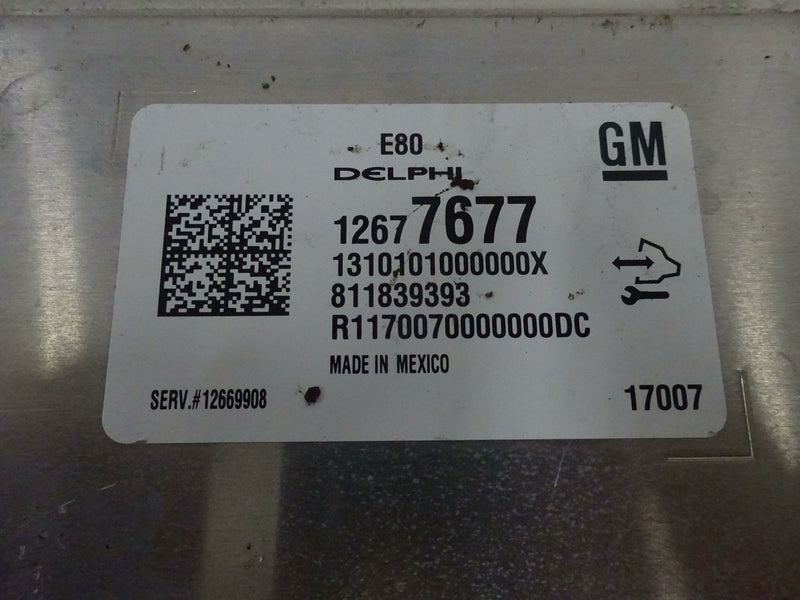 E80
GM
DELPHI
12677677
1310101000000X
811839393
R1170070000000DC
MADE IN MEXICO
SERV.#12669908
17007